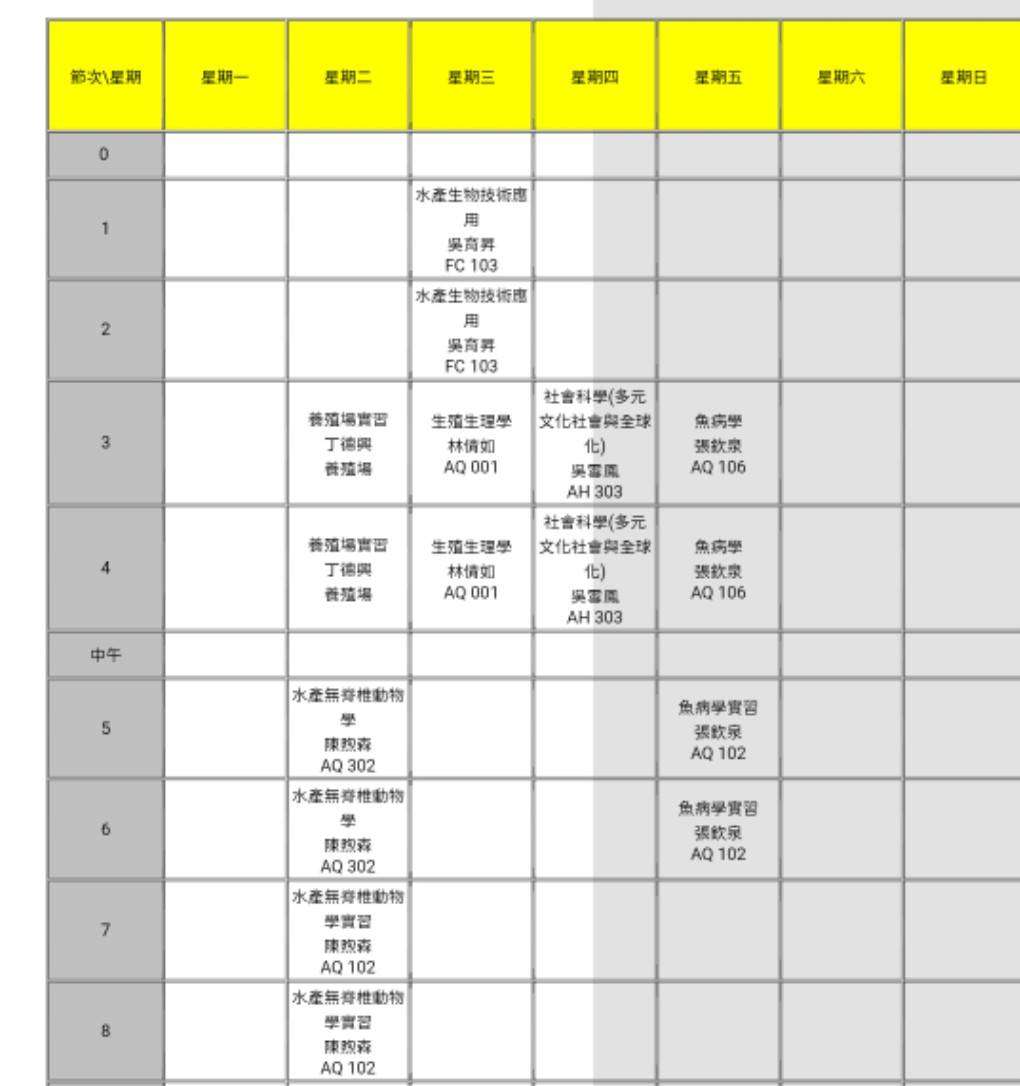 節次\星期 星期一 星期二 星期三 星期四 星期五 星期六 星期日
0
1
水產生物技術應
用
吳育昇
FC 103
2
水產生物技術應
用
吳育昇
FC 103
3
養殖場實習
丁德興
養殖場
生殖生理學
林倩如
AQ 001
社會科學(多元
文化社會與全球
化)
吳雪鳳
AH 303
魚病學
張欽泉
AQ 106
4
養殖場實習
丁德興
養殖場
生殖生理學
林倩如
AQ 001
社會科學(多元
文化社會與全球
化)
吳雪鳳
AH 303
魚病學
張欽泉
AQ 106
中午
5
水產無脊椎動物
學
陳煦森
AQ 302
魚病學實習
張欽泉
AQ 102
6
水產無脊椎動物
學
陳煦森
AQ 302
魚病學實習
張欽泉
AQ 102
7
水產無脊椎動物
學實習
陳煦森
AQ 102
8
水產無脊椎動物
學實習
陳煦森
AQ 102